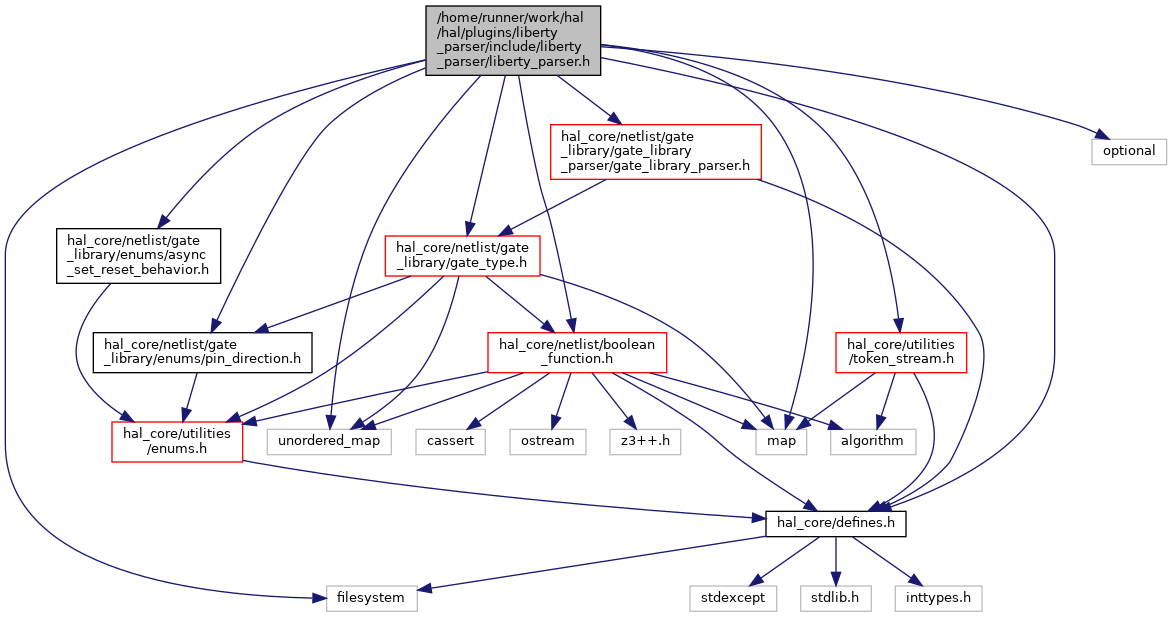 /home/runner/work/hal
/hal/plugins/liberty
_parser/include/liberty
_parser/liberty_parser.h
hal_core/netlist/gate
_library/gate_library
_parser/gate_library_parser.h
optional
hal_core/netlist/gate
_library/enums/async
_set_reset_behavior.h
hal_core/netlist/gate
_library/gate_type.h
hal_core/netlist/gate
_library/enums/pin_direction.h
hal_core/netlist/boolean
_function.h
hal_core/utilities
/token_stream.h
hal_core/utilities
/enums.h
unordered_map
cassert
ostream
z3++.h
map
algorithm
hal_core/defines.h
filesystem
stdexcept
stdlib.h
inttypes.h